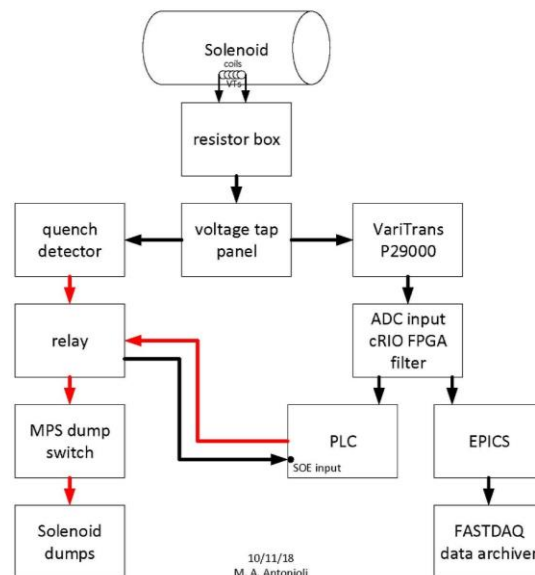 Solenoid
coils
VTs
resistor box
quench
detector
voltage tap
panel
VariTrans
P29000
relay
ADC input
cRIO FPGA
filter
MPS dump
switch
PLC
SOE input
EPICS
Solenoid
dumps
FASTDAQ
data archiver
10/11/18
M. A. Antonioli